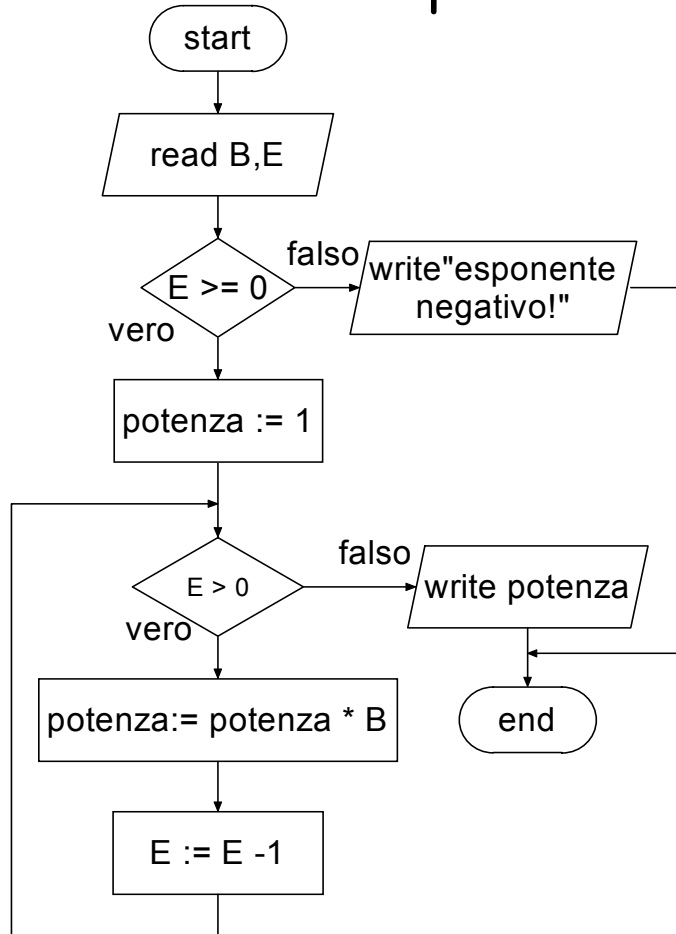 start
read B,E
E >= 0
falso
write"esponente
negativo!"
vero
potenza := 1
E > 0
falso
write potenza
vero
potenza:= potenza * B
end
E := E -1